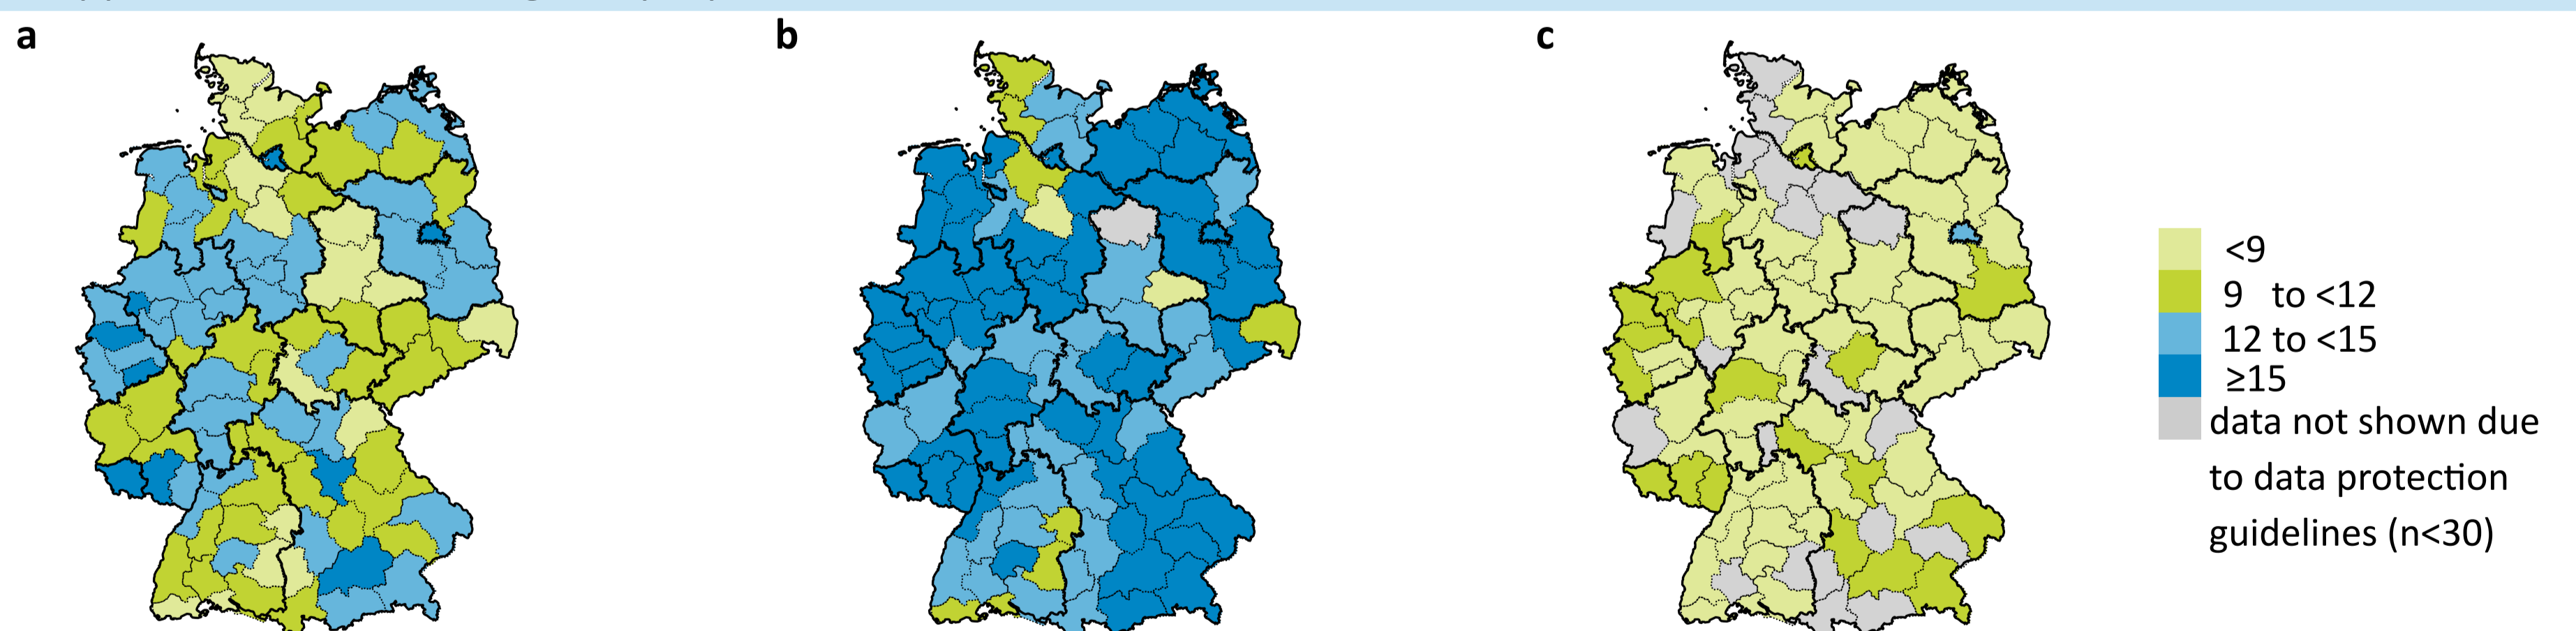 a
b
c
<9
9 to <12
12 to <15
≥15
data not shown due
to data protection
guidelines (n<30)